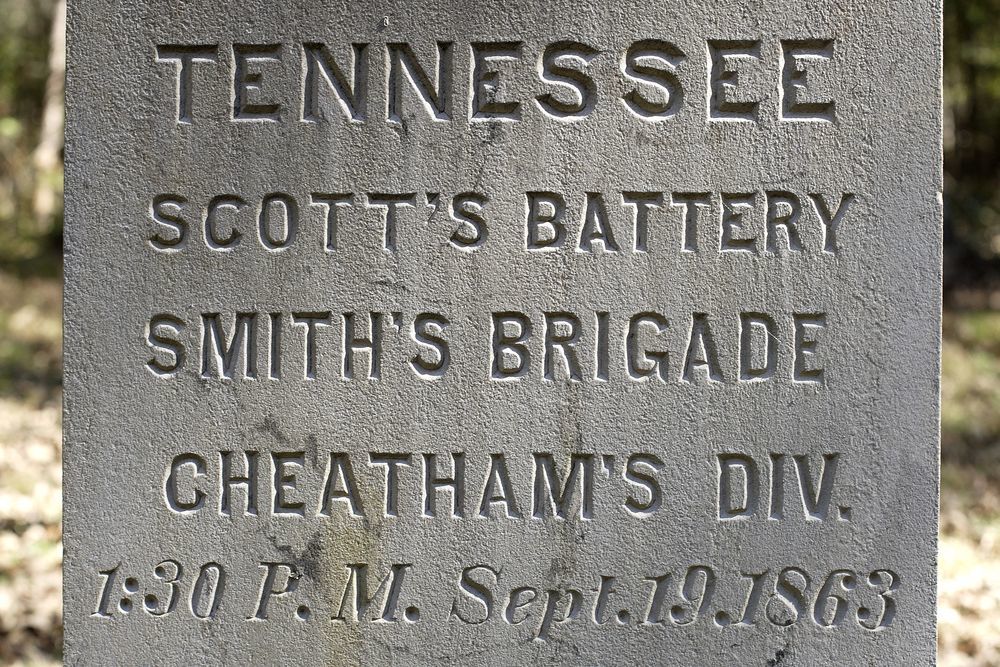 TENNESSEE
SCOTT'S BATTERY
SMITH'S BRIGADE
CHEATHAM'S DIV.
1:30 P. M. Sept. 19. 1863